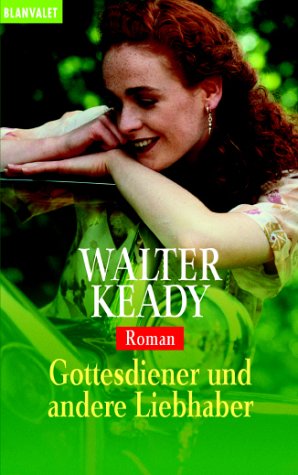 BLANVALET
WALTER
KEADY
Roman
Gottesdiener und
andere Liebhaber